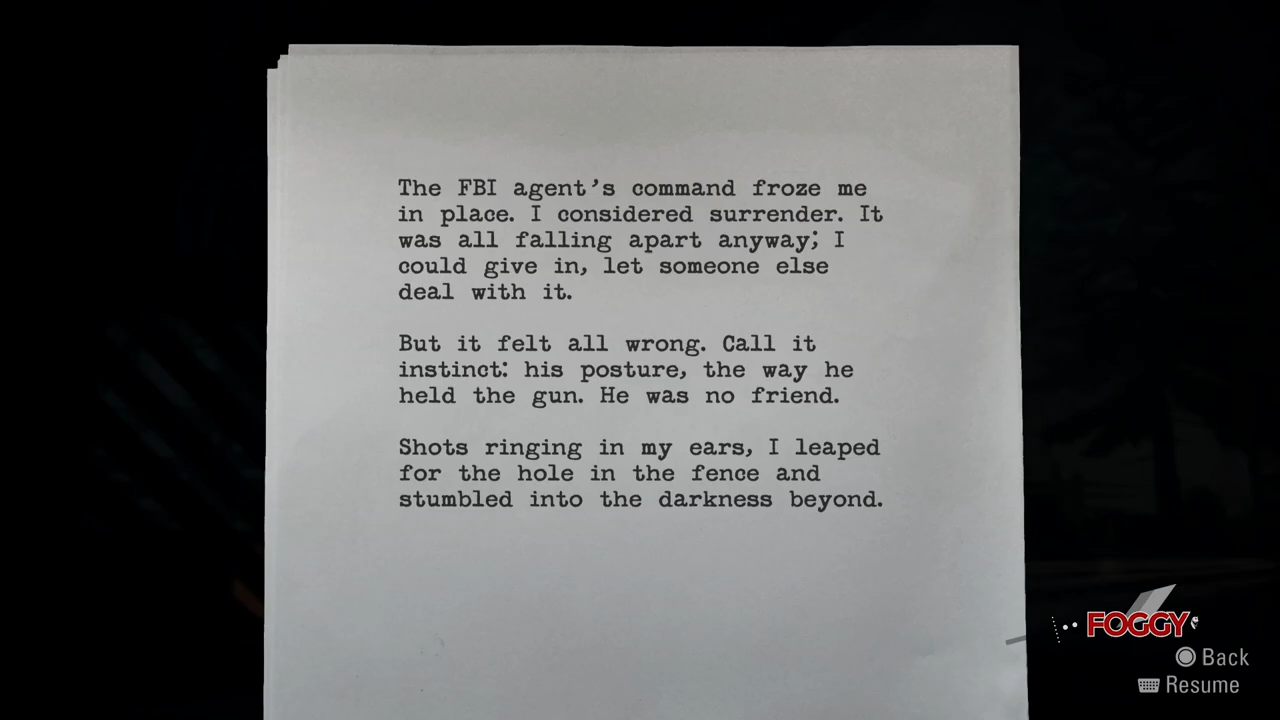 The FBI agent’s command froze me
in place. I considered surrender. It
was all falling apart anyway; I
could give in, let someone else
deal with it.
But it felt all wrong. Call it
instinct: his posture, the way he
held the gun. He was no friend.
Shots ringing in my ears, I leaped
for the hole in the fence and
stumbled into the darkness beyond.
FOGGY
Back
Resume